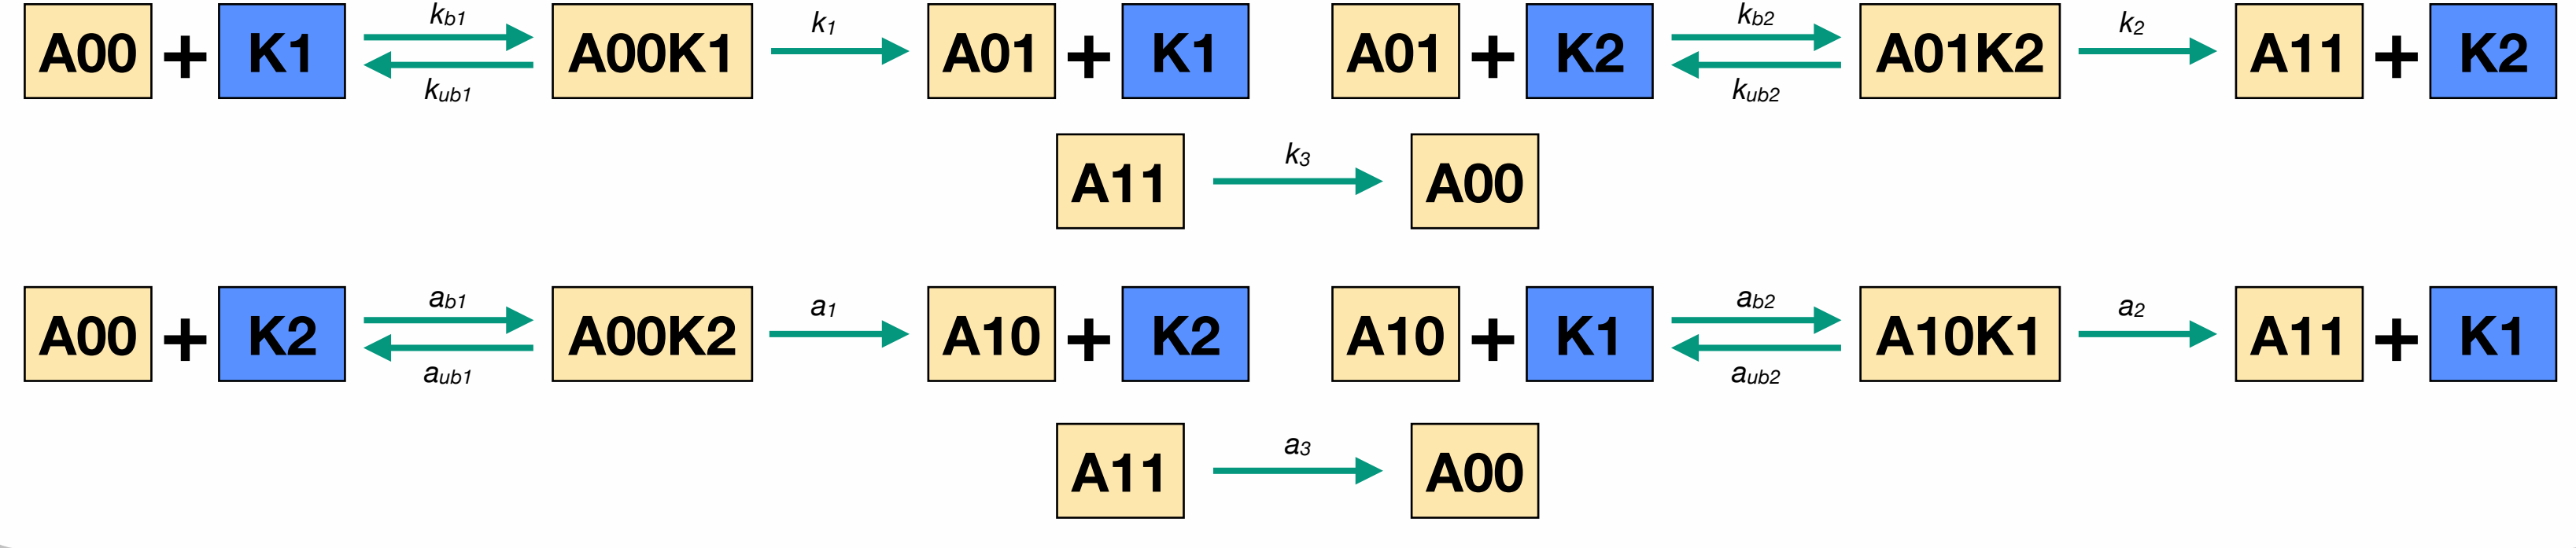 A00 + K1 kb1 kub1 A00K1 k1 A01 + K1 A01 + K2 kb2 kub2 A01K2 k2 A11 + K2
A11 k3 A00
A00 + K2 ab1 aub1 A00K2 a1 A10 + K2 A10 + K1 ab2 aub2 A10K1 a2 A11 + K1
A11 a3 A00